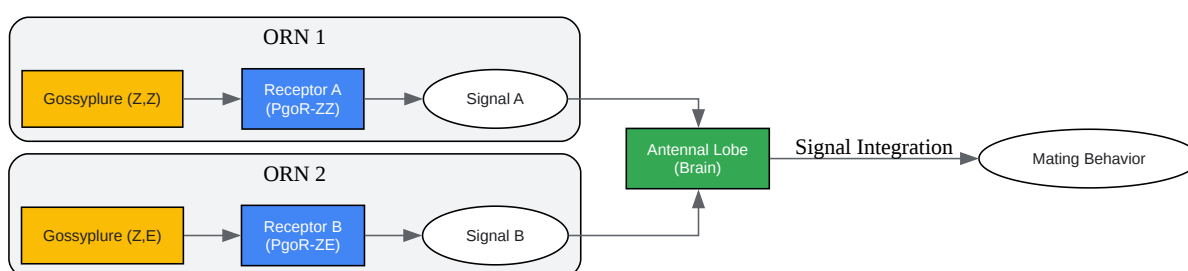 ORN 1
Gossyplure (Z,Z)
Receptor A
(PgoR-ZZ)
Signal A
Antennal Lobe
(Brain)
Signal Integration
Mating Behavior
ORN 2
Gossyplure (Z,E)
Receptor B
(PgoR-ZE)
Signal B